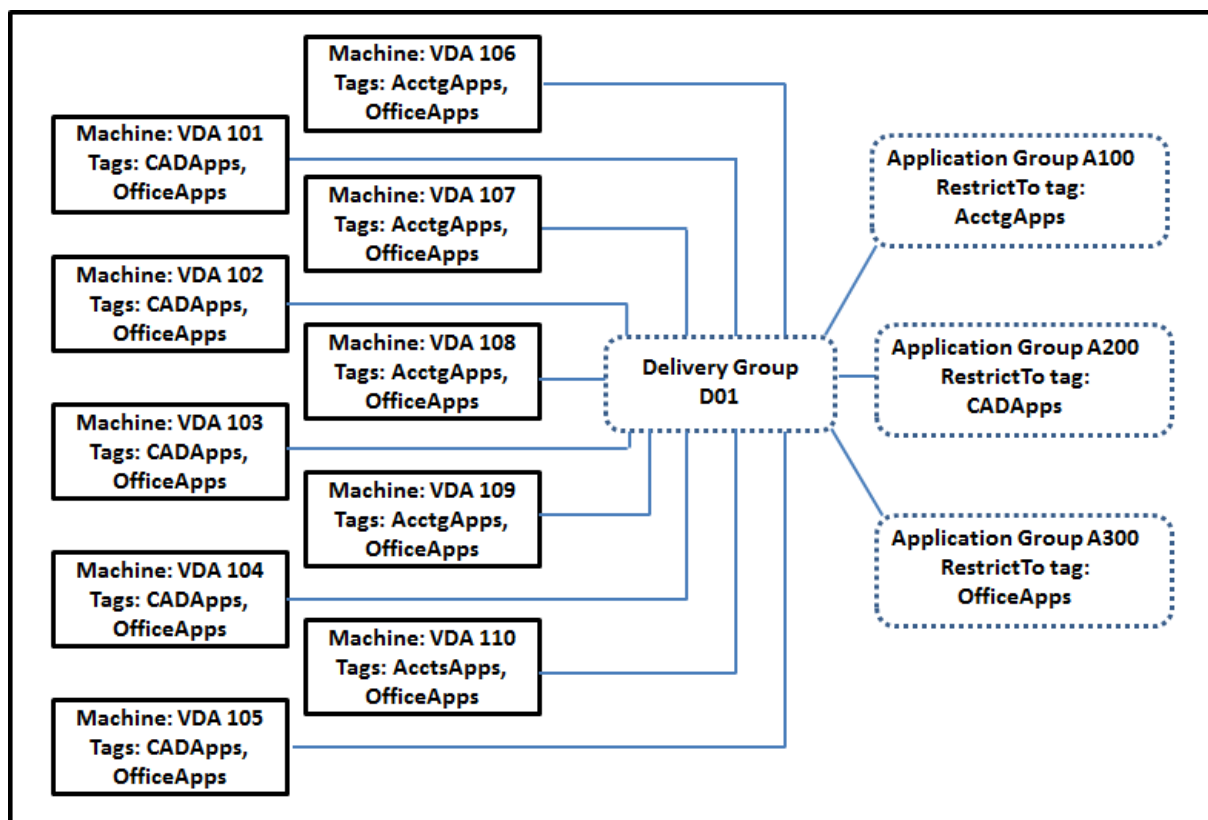 Machine: VDA 106
Tags: AcctgApps,
OfficeApps
Machine: VDA 101
Tags: CADApps,
OfficeApps
Machine: VDA 107
Tags: AcctgApps,
OfficeApps
Machine: VDA 102
Tags: CADApps,
OfficeApps
Machine: VDA 108
Tags: AcctgApps,
OfficeApps
Machine: VDA 103
Tags: CADApps,
OfficeApps
Machine: VDA 109
Tags: AcctgApps,
OfficeApps
Machine: VDA 104
Tags: CADApps,
OfficeApps
Machine: VDA 110
Tags: AcctsApps,
OfficeApps
Machine: VDA 105
Tags: CADApps,
OfficeApps
Delivery Group
D01
Application Group A100
RestrictTo tag:
AcctgApps
Application Group A200
RestrictTo tag:
CADApps
Application Group A300
RestrictTo tag:
OfficeApps